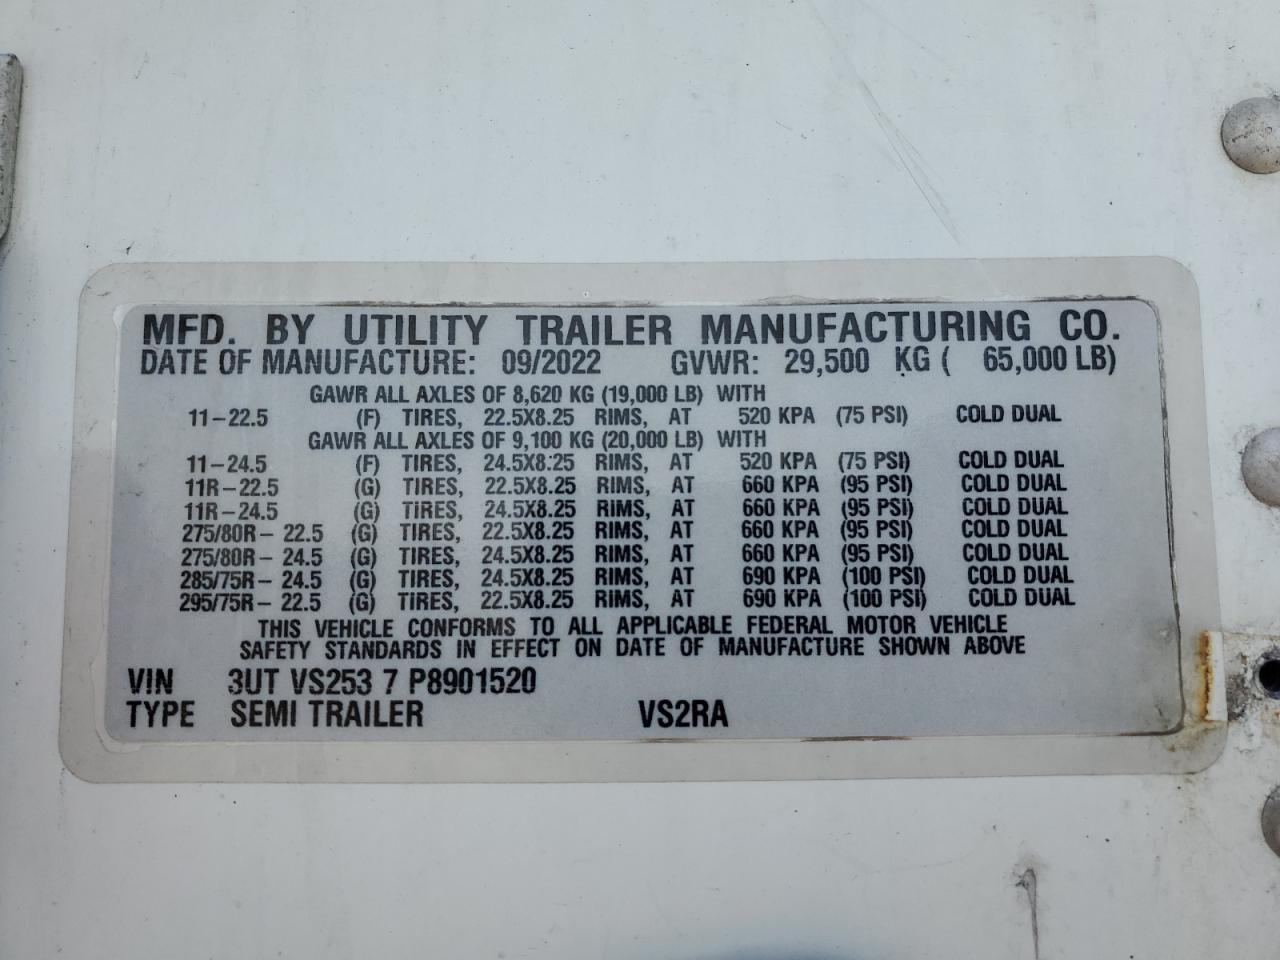 MFD. BY UTILITY TRAILER MANUFACTURING CO.
DATE OF MANUFACTURE: 09/2022 GVWR: 29,500 KG ( 65,000 LB)
GAWR ALL AXLES OF 8,620 KG (19,000 LB) WITH
11-22.5 (F) TIRES, 22.5X8.25 RIMS, AT 520 KPA (75 PSI) COLD DUAL
GAWR ALL AXLES OF 9,100 KG (20,000 LB) WITH
11-24.5 (F) TIRES, 24.5X8.25 RIMS, AT 520 KPA (75 PSI) COLD DUAL
11R-22.5 (G) TIRES, 22.5X8.25 RIMS, AT 660 KPA (95 PSI) COLD DUAL
11R-24.5 (G) TIRES, 24.5X8.25 RIMS, AT 660 KPA (95 PSI) COLD DUAL
275/80R- 22.5 (G) TIRES, 22.5X8.25 RIMS, AT 660 KPA (95 PSI) COLD DUAL
275/80R- 24.5 (G) TIRES, 24.5X8.25 RIMS, AT 660 KPA (95 PSI) COLD DUAL
285/75R- 24.5 (G) TIRES, 24.5X8.25 RIMS, AT 690 KPA (100 PSI) COLD DUAL
295/75R- 22.5 (G) TIRES, 22.5X8.25 RIMS, AT 690 KPA (100 PSI) COLD DUAL
THIS VEHICLE CONFORMS TO ALL APPLICABLE FEDERAL MOTOR VEHICLE
SAFETY STANDARDS IN EFFECT ON DATE OF MANUFACTURE SHOWN ABOVE
VIN 3UT VS253 7 P8901520
TYPE SEMI TRAILER VS2RA